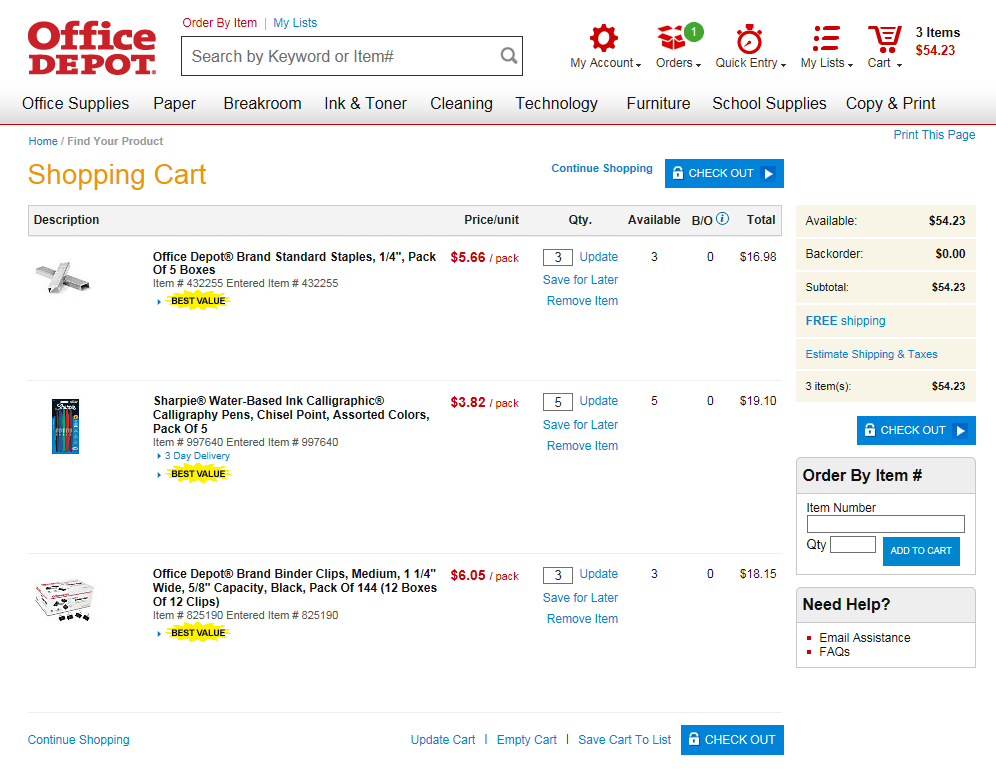 Office
DEPOT.
Order By Item | My Lists
Search by Keyword or Item#
My Account
1
Orders
Quick Entry
My Lists
Cart
3 Items
$54.23
Office Supplies Paper Breakroom Ink & Toner Cleaning Technology Furniture School Supplies Copy & Print
Home / Find Your Product
Print This Page
Shopping Cart
Continue Shopping
CHECK OUT
Description Price/unit Qty. Available B/O i Total
Office Depot® Brand Standard Staples, 1/4", Pack
Of 5 Boxes
Item # 432255 Entered Item # 432255
BEST VALUE
$5.66 / pack
3 Update
Save for Later
Remove Item
3 0 $16.98
Sharpie® Water-Based Ink Calligraphic®
Calligraphy Pens, Chisel Point, Assorted Colors,
Pack Of 5
Item # 997640 Entered Item # 997640
3 Day Delivery
BEST VALUE
$3.82 / pack
5 Update
Save for Later
Remove Item
5 0 $19.10
Office Depot® Brand Binder Clips, Medium, 1 1/4"
Wide, 5/8" Capacity, Black, Pack Of 144 (12 Boxes
Of 12 Clips)
Item # 825190 Entered Item # 825190
BEST VALUE
$6.05 / pack
3 Update
Save for Later
Remove Item
3 0 $18.15
Available: $54.23
Backorder: $0.00
Subtotal: $54.23
FREE shipping
Estimate Shipping & Taxes
3 item(s): $54.23
CHECK OUT
Order By Item #
Item Number
Qty
ADD TO CART
Need Help?
Email Assistance
FAQs
Continue Shopping
Update Cart | Empty Cart | Save Cart To List
CHECK OUT